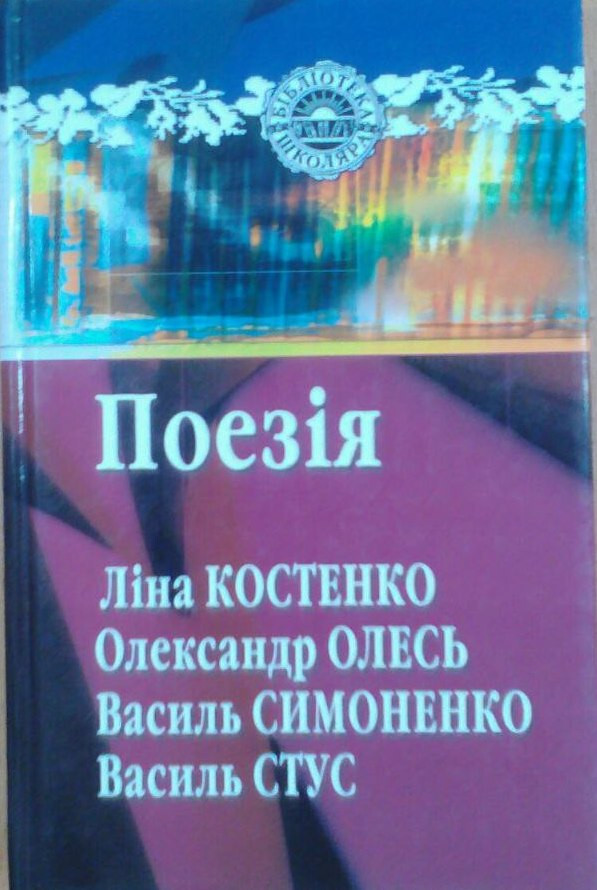 БІБЛІОТЕКА
ШКОЛЯРА
Поезія
Ліна КОСТЕНКО
Олександр ОЛЕСЬ
Василь СИМОНЕНКО
Василь СТУС